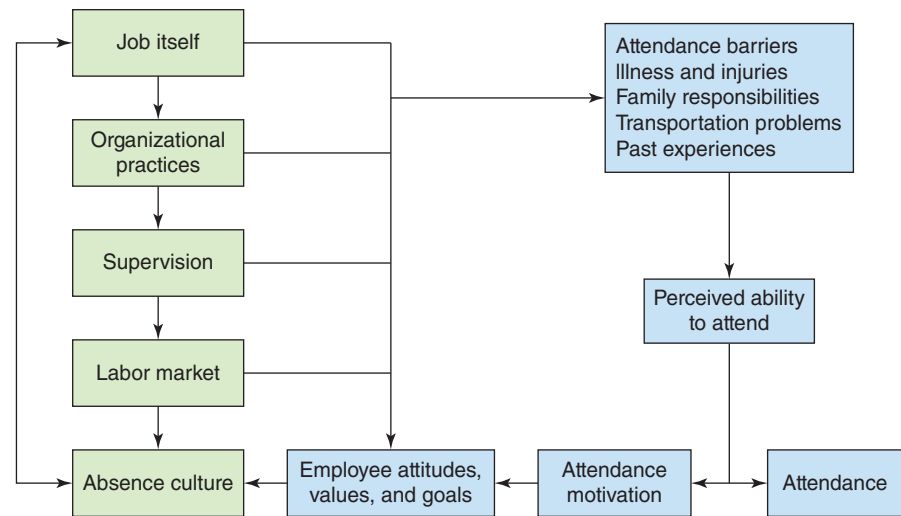 Job itself
Organizational
practices
Supervision
Labor market
Absence culture
Employee attitudes,
values, and goals
Attendance
motivation
Attendance
Attendance barriers
Illness and injuries
Family responsibilities
Transportation problems
Past experiences
Perceived ability
to attend